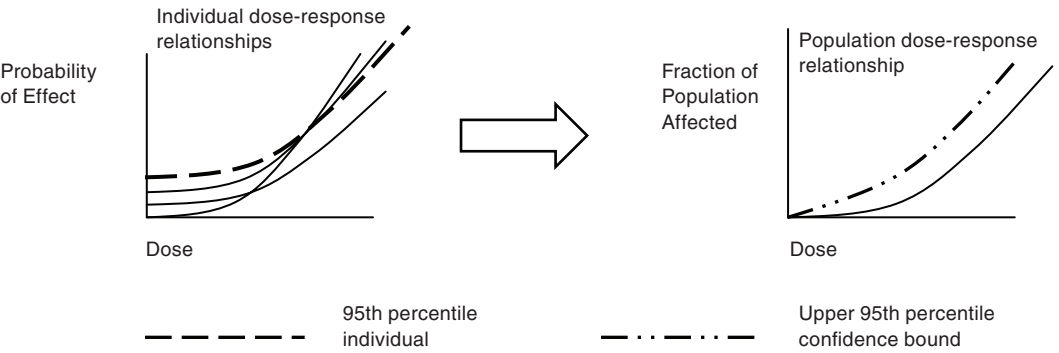 Individual dose-response
relationships
Probability
of Effect
Dose
Population dose-response
relationship
Fraction of
Population
Affected
Dose
95th percentile
individual
Upper 95th percentile
confidence bound